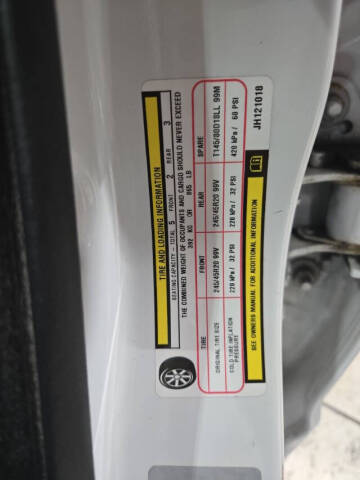 TIRE AND LOADING INFORMATION
SEATING CAPACITY - TOTAL 5 FRONT 2 REAR 3
THE COMBINED WEIGHT OF OCCUPANTS AND CARGO SHOULD NEVER EXCEED
392 KG OR 865 LB
TIRE FRONT REAR SPARE
ORIGINAL TIRE SIZE 245/45R20 99V 245/45R20 99V T145/80D18LL 99M
COLD TIRE INFLATION PRESSURE 220 kPa / 32 PSI 220 kPa / 32 PSI 420 kPa / 60 PSI
SEE OWNERS MANUAL FOR ADDITIONAL INFORMATION
JH121018